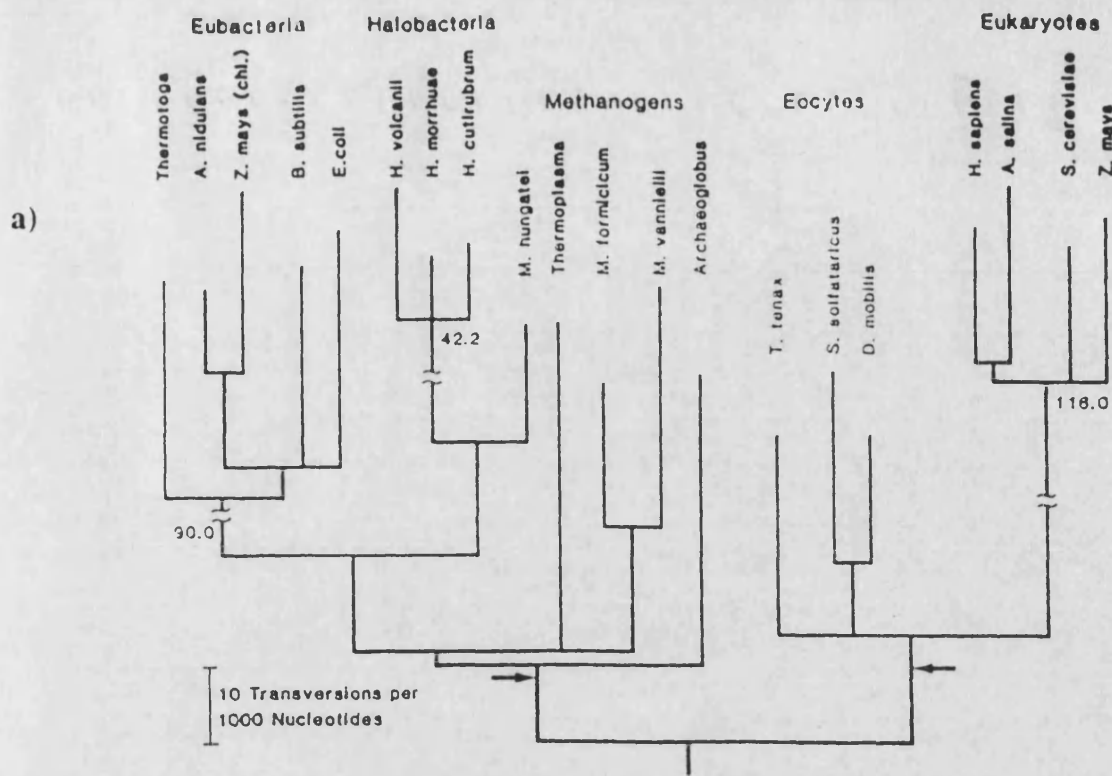 Eubacteria
Halobacteria
Eukaryotes
Methanogens
Eocytes
a)
Thermotoga
A. nidulans
Z. mays (chl.)
B. subtilis
E.coli
H. volcanii
H. morrhuae
H. cutirubrum
M. hungatei
Thermoplasma
M. formicicum
M. vannielii
Archaeoglobus
T. tenax
S. solfataricus
D. mobilis
H. sapiens
A. salina
S. cerevisiae
Z. mays
42.2
116.0
90.0
10 Transversions per
1000 Nucleotides